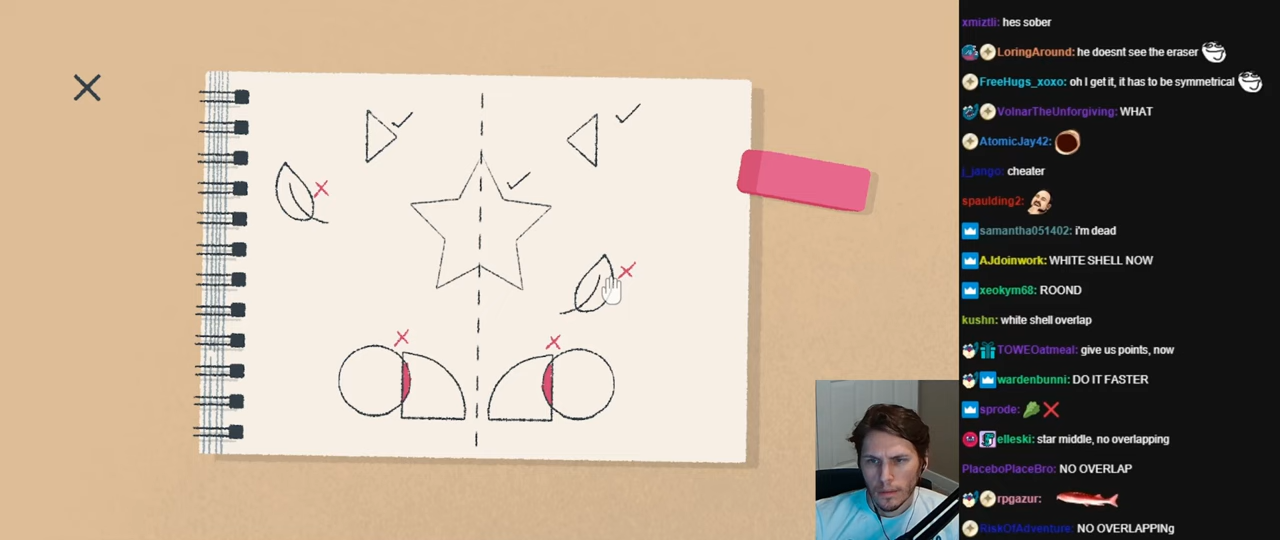 xmiztli: hes sober
LoringAround: he doesnt see the eraser
FreeHugs_xoxo: oh I get it, it has to be symmetrical
VolnarTheUnforgiving: WHAT
AtomicJay42:
j_jango: cheater
spaulding2:
samantha051402: i'm dead
AJdoinwork: WHITE SHELL NOW
xeokym68: ROOND
kushn: white shell overlap
TOWEOatmeal: give us points, now
wardenbunni: DO IT FASTER
sprode:
elleski: star middle, no overlapping
PlaceboPlaceBro: NO OVERLAP
rpgazur:
RiskOfAdventure: NO OVERLAPPINg